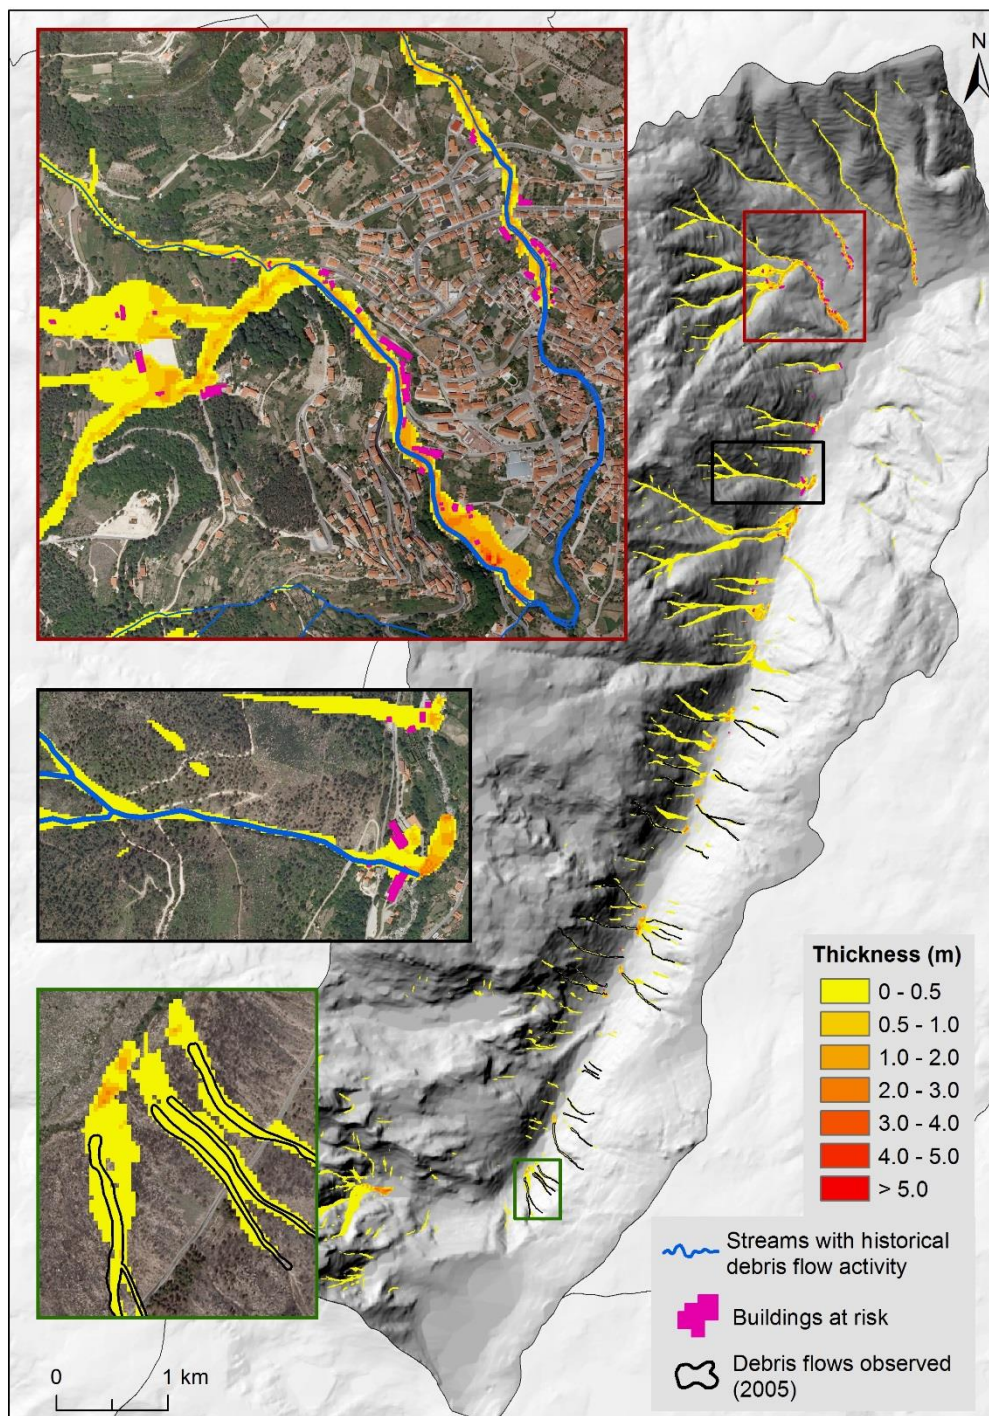 N
Thickness (m)
0 - 0.5
0.5 - 1.0
1.0 - 2.0
2.0 - 3.0
3.0 - 4.0
4.0 - 5.0
> 5.0
Streams with historical
debris flow activity
Buildings at risk
Debris flows observed
(2005)
0 1 km